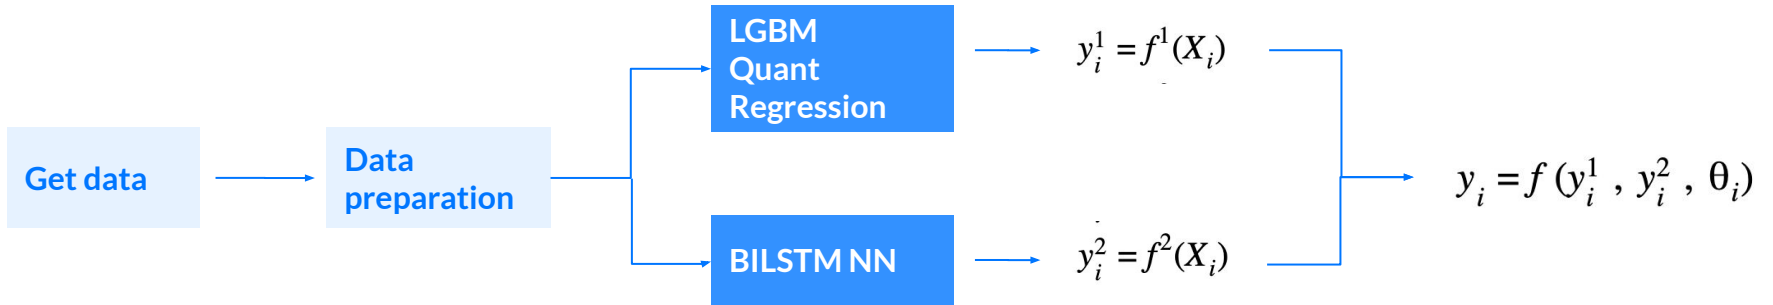 Get data
Data
preparation
LGBM
Quant
Regression
BILSTM NN
y_i^1 = f^1(X_i)
y_i^2 = f^2(X_i)
y_i = f (y_i^1 , y_i^2 , θ_i)